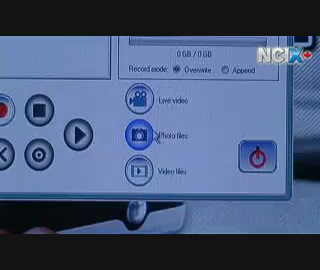 0 GB / 0 GB
NCIX
Record mode: Overwrite Append
Live video
Photo files
Video files